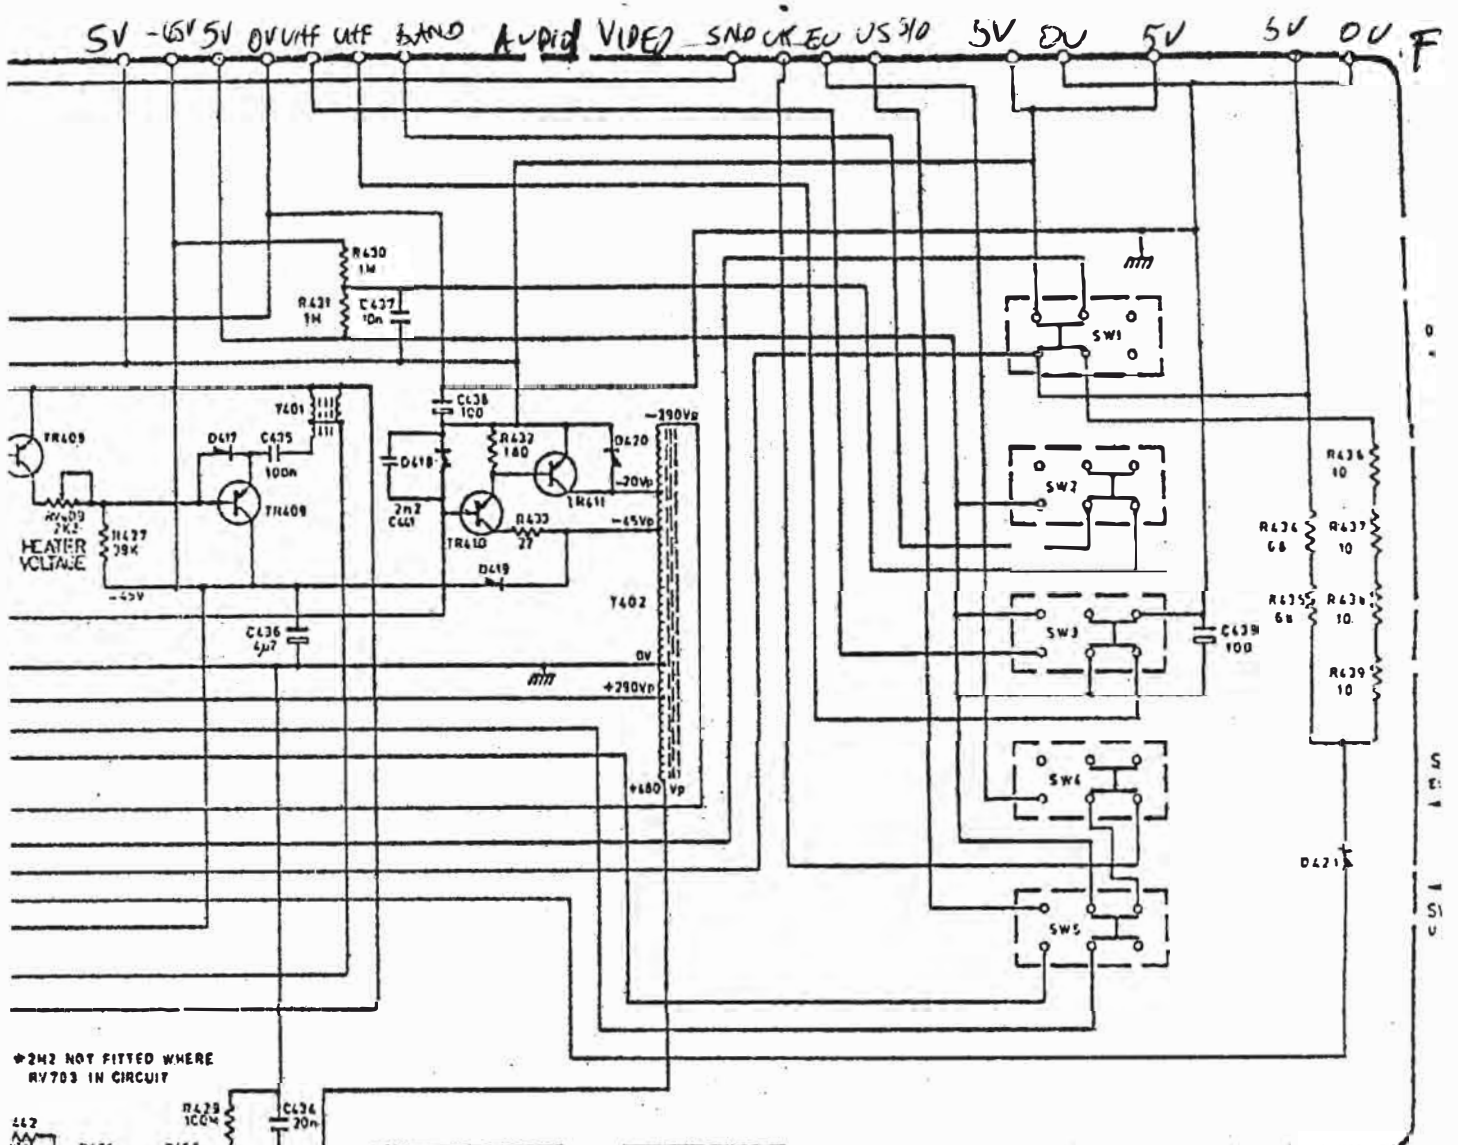 5V -65V 5V 0V UHF UHF BAND AUDIO VIDEO SND UK EU US S/O 5V 0V 5V 5V 0V F
R430
1M
R431
1M
C437
10n
SW1
T401
C438
100
-290Vp
TR409
D417
C435
100n
D418
R432
180
D420
TR411
-20Vp
SW2
R436
10
R434
68
R437
10
2K2
HEATER
VOLTAGE
R427
39K
TR408
2n2
C441
TR410
R433
27
-45Vp
D419
-45V
T402
R435
68
R438
10
C436
4µ7
SW3
C439
100
0V
+290Vp
R439
10
+480 Vp
SW4
D421
SW5
*2M2 NOT FITTED WHERE
RV703 IN CIRCUIT
R429
100M
C434
20n
442